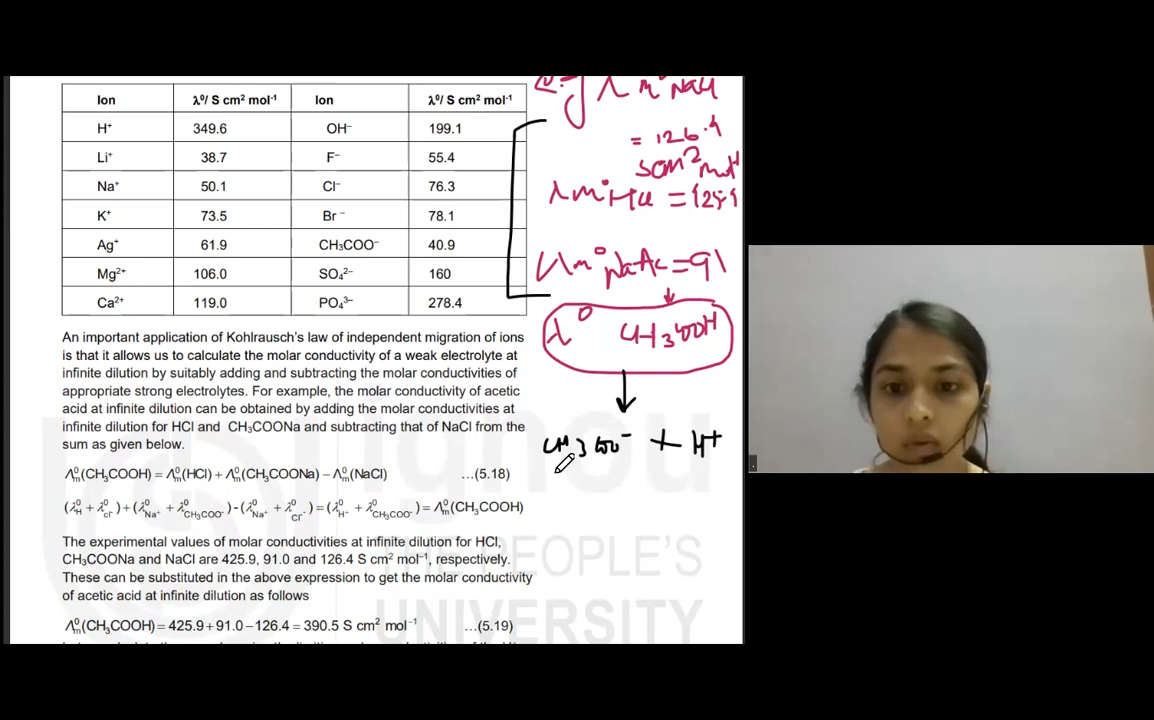 Ion λ⁰/ S cm² mol⁻¹ Ion λ⁰/ S cm² mol⁻¹
H⁺ 349.6 OH⁻ 199.1
Li⁺ 38.7 F⁻ 55.4
Na⁺ 50.1 Cl⁻ 76.3
K⁺ 73.5 Br⁻ 78.1
Ag⁺ 61.9 CH₃COO⁻ 40.9
Mg²⁺ 106.0 SO₄²⁻ 160
Ca²⁺ 119.0 PO₄³⁻ 278.4
An important application of Kohlrausch's law of independent migration of ions
is that it allows us to calculate the molar conductivity of a weak electrolyte at
infinite dilution by suitably adding and subtracting the molar conductivities of
appropriate strong electrolytes. For example, the molar conductivity of acetic
acid at infinite dilution can be obtained by adding the molar conductivities at
infinite dilution for HCl and CH₃COONa and subtracting that of NaCl from the
sum as given below.
Λ⁰m(CH₃COOH) = Λ⁰m(HCl) + Λ⁰m(CH₃COONa) − Λ⁰m(NaCl) ...(5.18)
(λ⁰H + λ⁰cl⁻) + (λ⁰Na⁺ + λ⁰CH₃COO⁻) - (λ⁰Na⁺ + λ⁰Cl⁻) = (λ⁰H⁺ + λ⁰CH₃COO⁻) = Λ⁰m(CH₃COOH)
The experimental values of molar conductivities at infinite dilution for HCl,
CH₃COONa and NaCl are 425.9, 91.0 and 126.4 S cm² mol⁻¹, respectively.
These can be substituted in the above expression to get the molar conductivity
of acetic acid at infinite dilution as follows
Λ⁰m(CH₃COOH) = 425.9 + 91.0 − 126.4 = 390.5 S cm² mol⁻¹ ...(5.19)
λm° NaCl
= 126.4
Scm² mol⁻¹
λm° HCl =
Λm° NaAc = 91
λ⁰ CH₃COOH
CH₃COO⁻ + H⁺
ignou
THE PEOPLE'S
UNIVERSITY